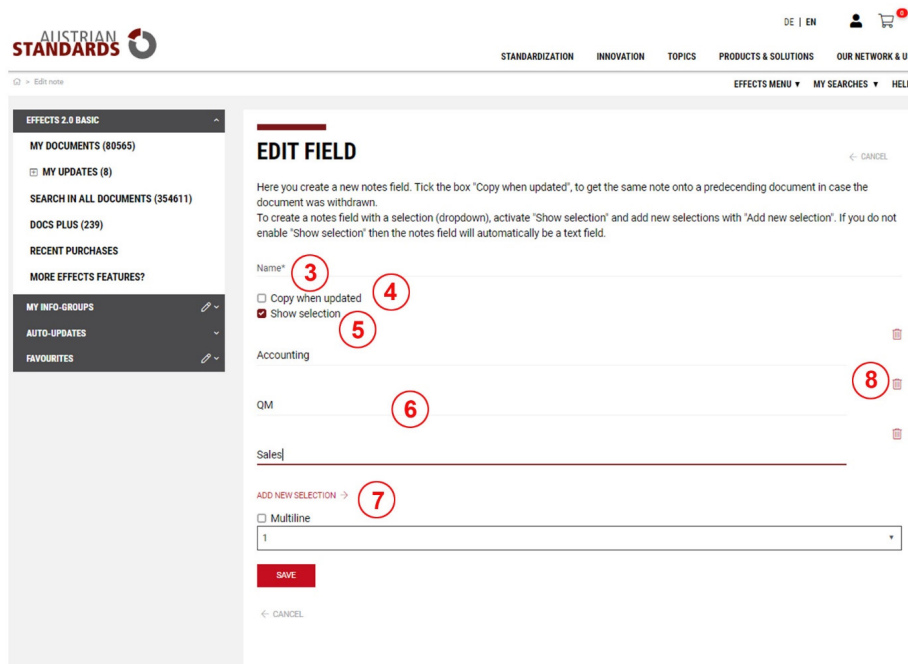 DE | EN
0
AUSTRIAN
STANDARDS
STANDARDIZATION INNOVATION TOPICS PRODUCTS & SOLUTIONS OUR NETWORK & U
> Edit note
EFFECTS MENU ▼ MY SEARCHES ▼ HEL
EFFECTS 2.0 BASIC
MY DOCUMENTS (80565)
MY UPDATES (8)
SEARCH IN ALL DOCUMENTS (354611)
DOCS PLUS (239)
RECENT PURCHASES
MORE EFFECTS FEATURES?
MY INFO-GROUPS
AUTO-UPDATES
FAVOURITES
EDIT FIELD
← CANCEL
Here you create a new notes field. Tick the box "Copy when updated", to get the same note onto a predecending document in case the
document was withdrawn.
To create a notes field with a selection (dropdown), activate "Show selection" and add new selections with "Add new selection". If you do not
enable "Show selection" then the notes field will automatically be a text field.
Name*
3
Copy when updated
4
Show selection
5
Accounting
8
QM
6
Sales
ADD NEW SELECTION →
7
Multiline
1
SAVE
← CANCEL